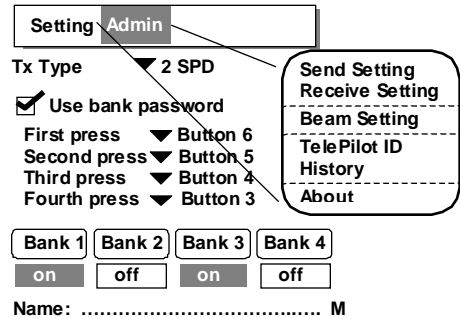 Setting Admin
Tx Type 2 SPD
Use bank password
First press Button 6
Second press Button 5
Third press Button 4
Fourth press Button 3
Send Setting
Receive Setting
Beam Setting
TelePilot ID
History
About
Bank 1 Bank 2 Bank 3 Bank 4
on off on off
Name: ……………………………..…. M